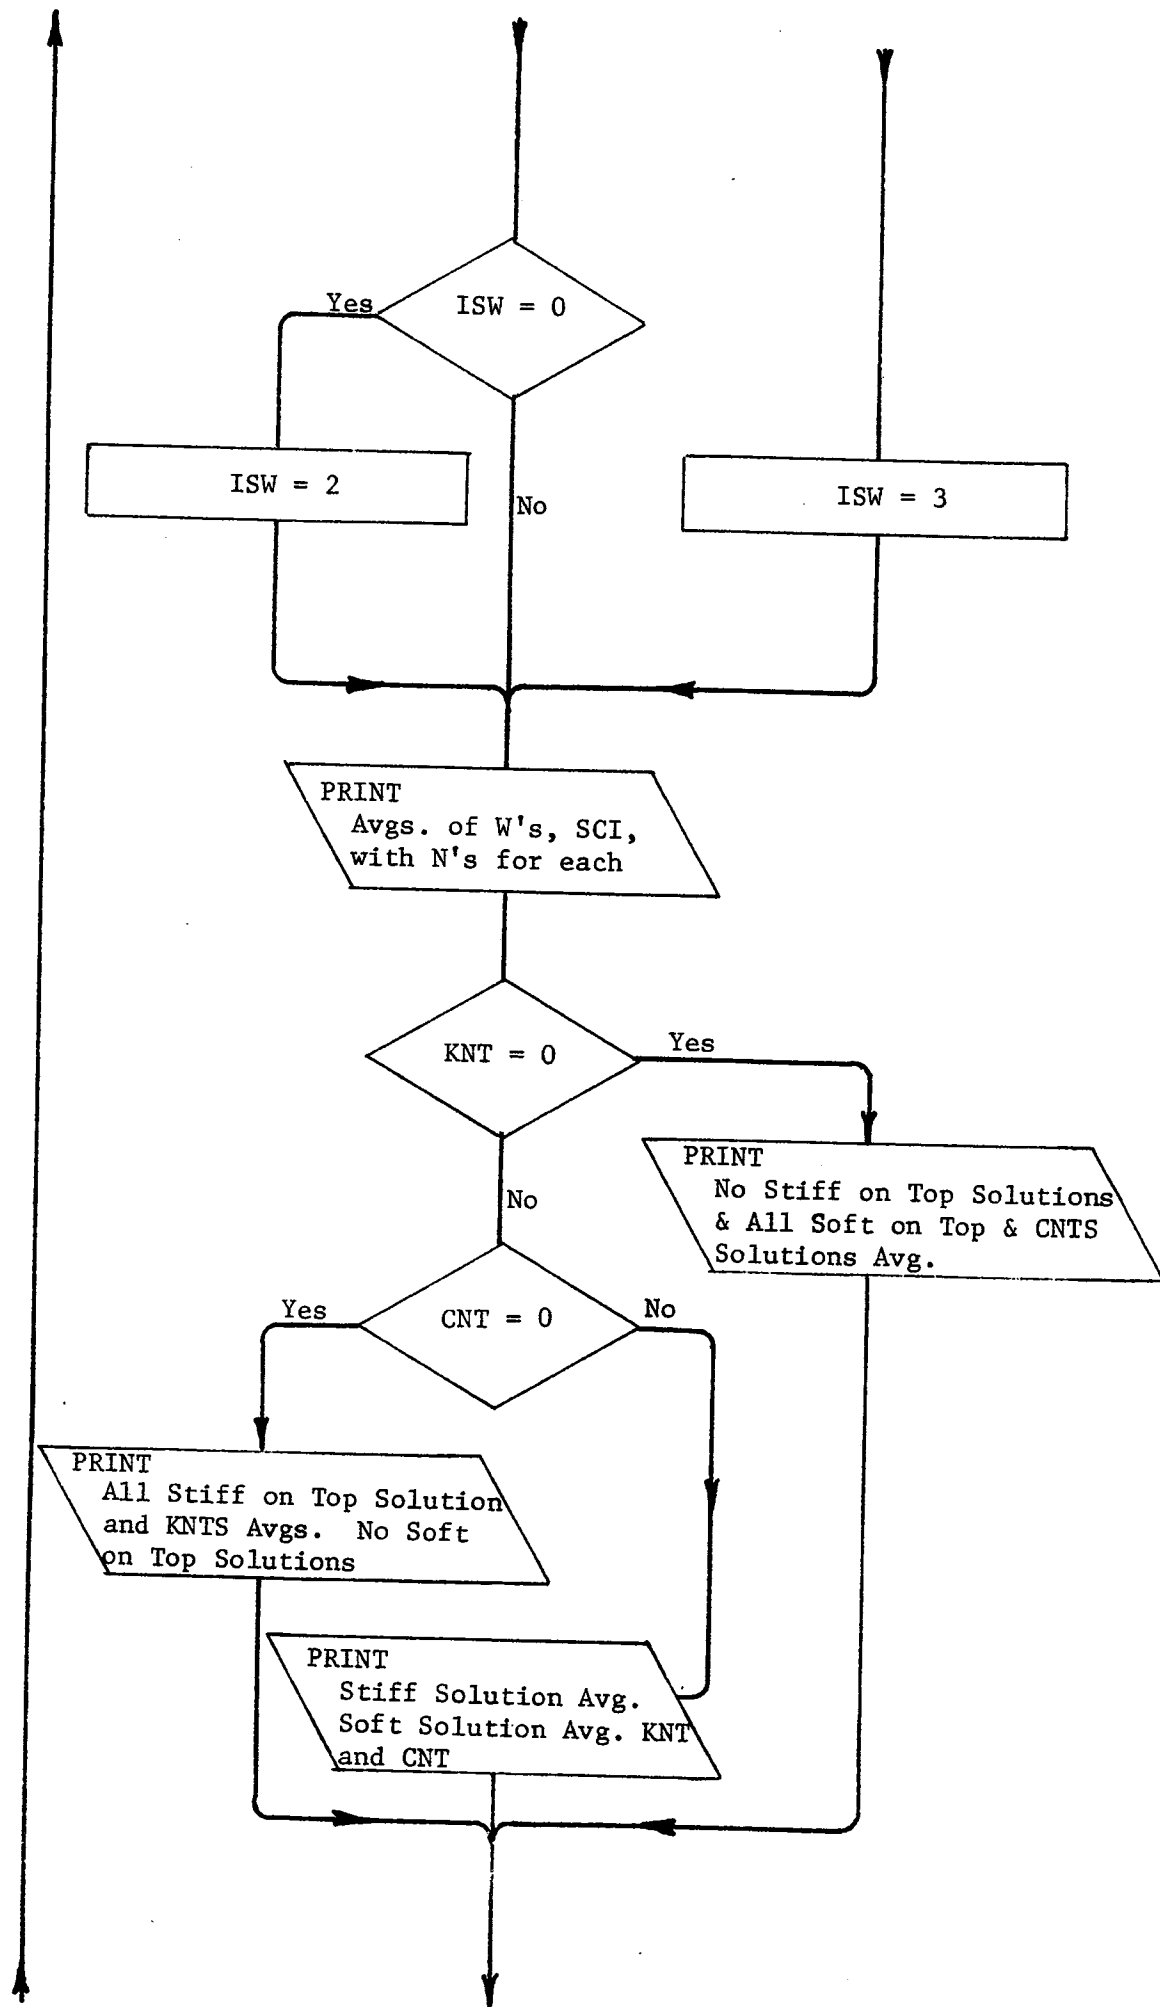 ISW = 0
Yes
ISW = 2
No
ISW = 3
PRINT
Avgs. of W's, SCI,
with N's for each
KNT = 0
Yes
No
PRINT
No Stiff on Top Solutions
& All Soft on Top & CNTS
Solutions Avg.
CNT = 0
Yes
No
PRINT
All Stiff on Top Solution
and KNTS Avgs.  No Soft
on Top Solutions
PRINT
Stiff Solution Avg.
Soft Solution Avg. KNT
and CNT